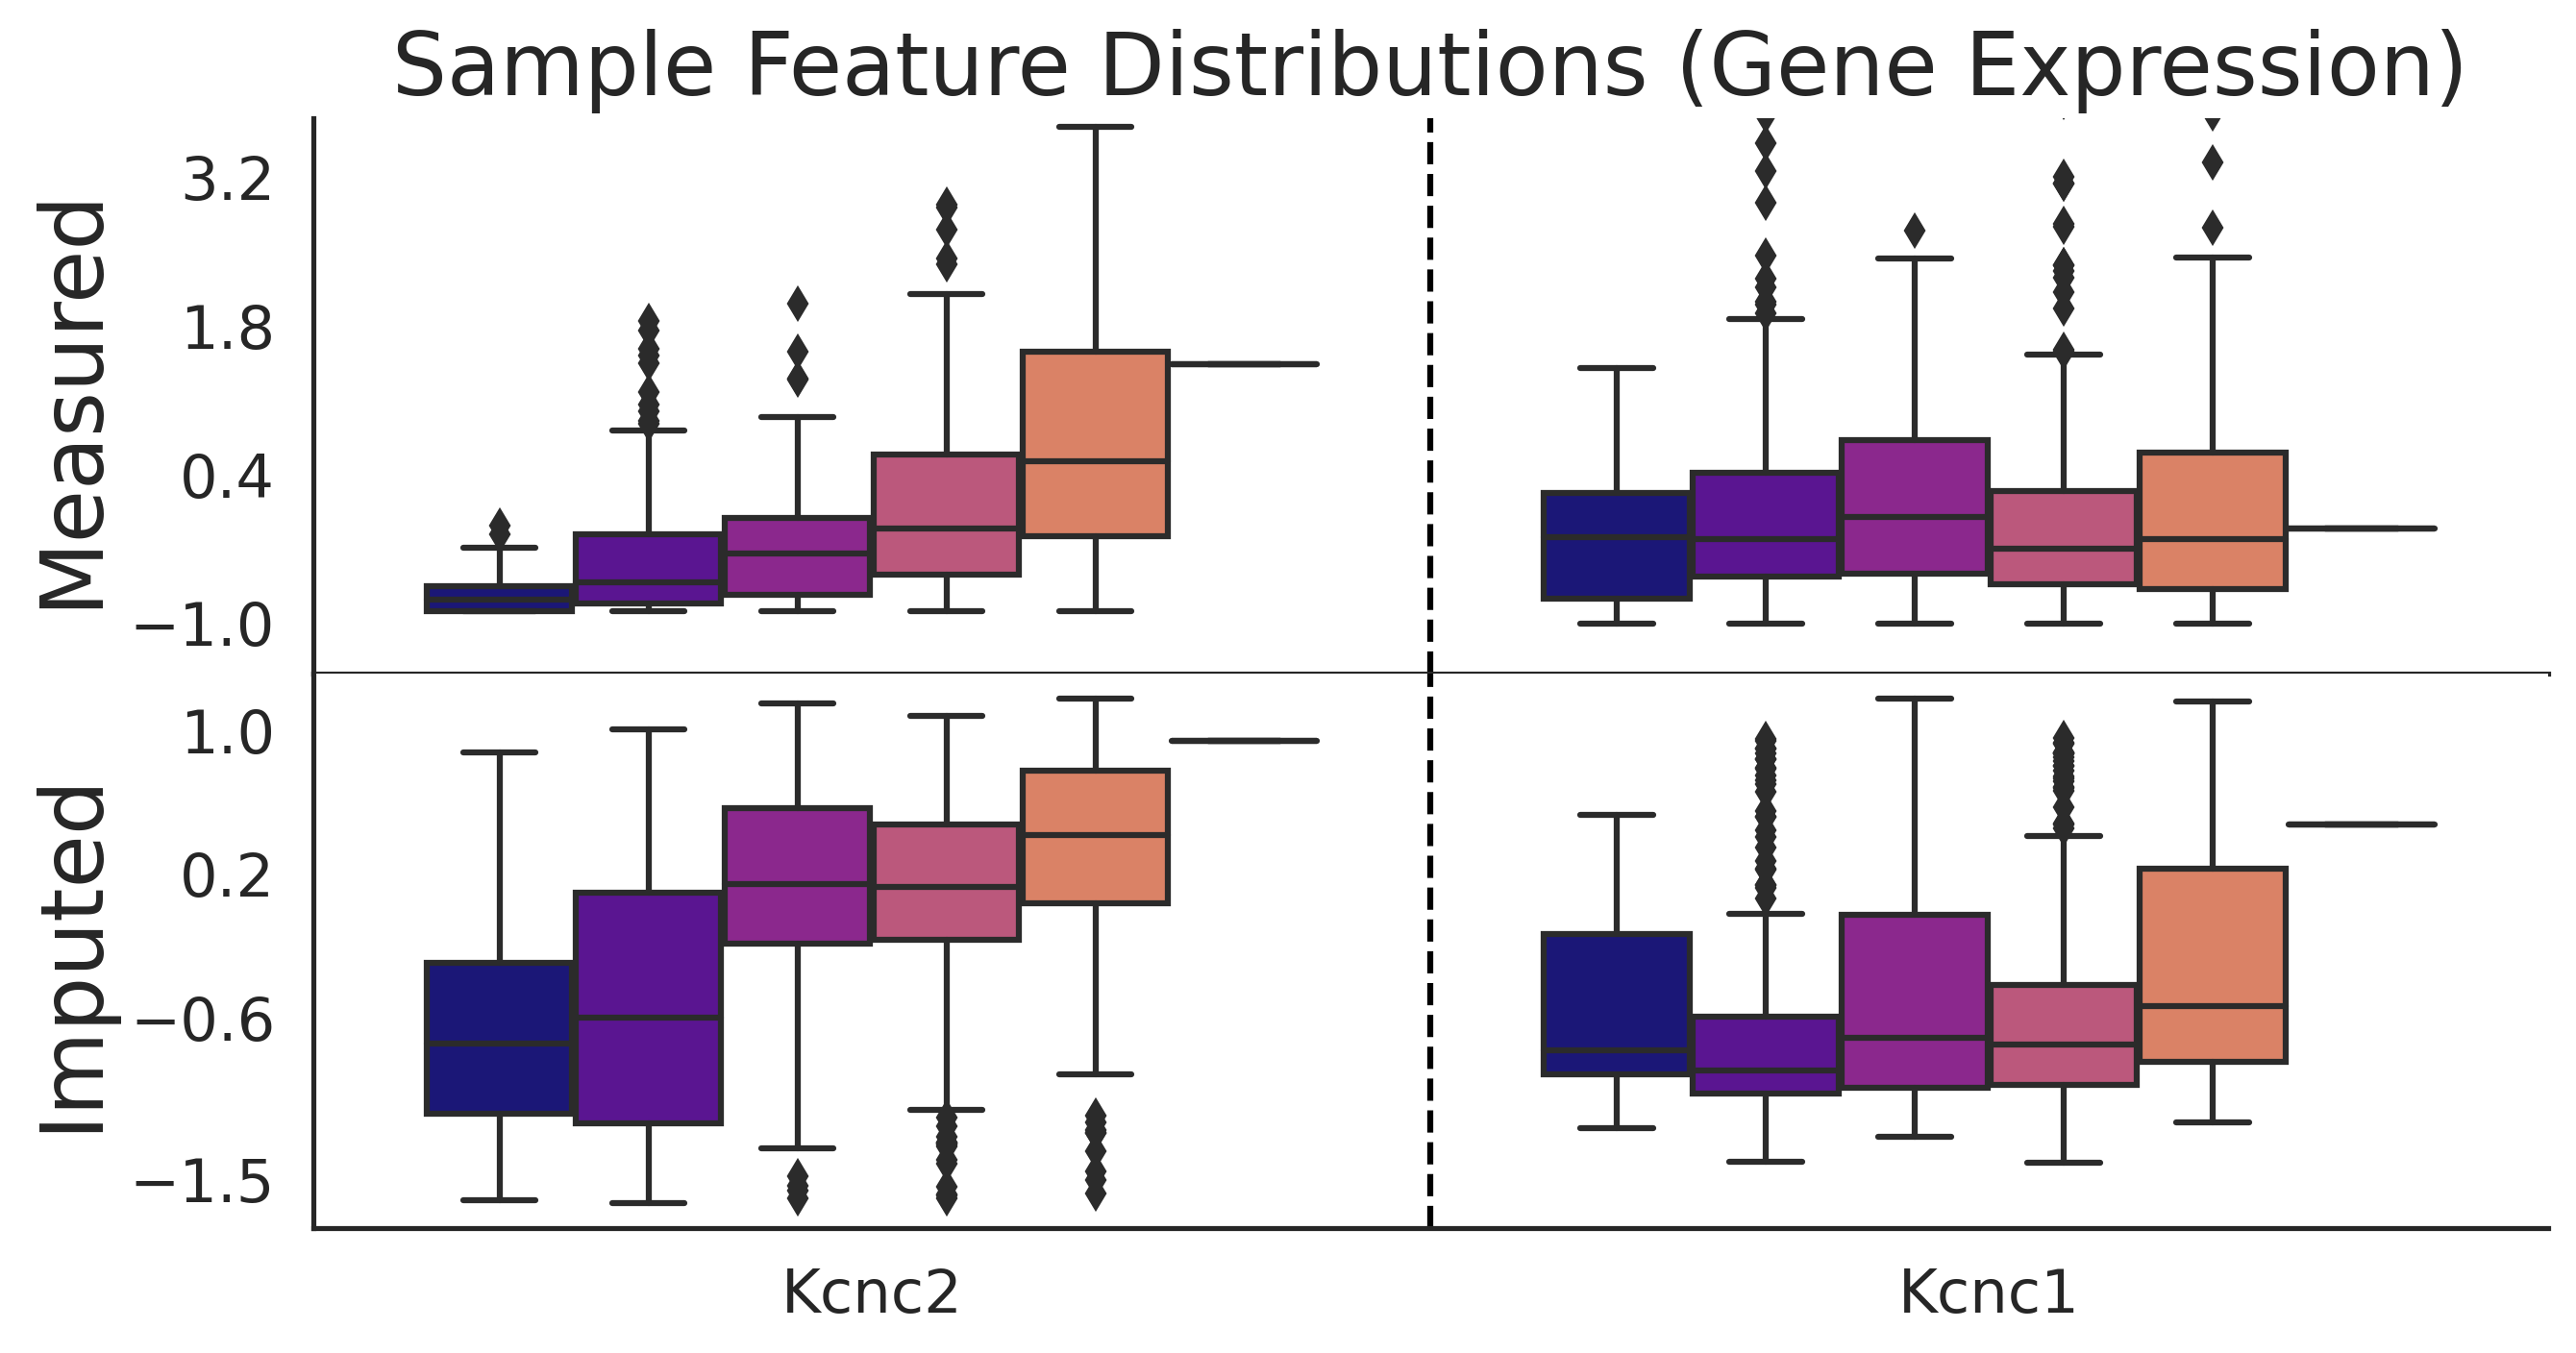 Sample Feature Distributions (Gene Expression)
Measured
3.2
1.8
0.4
−1.0
Imputed
1.0
0.2
−0.6
−1.5
Kcnc2
Kcnc1